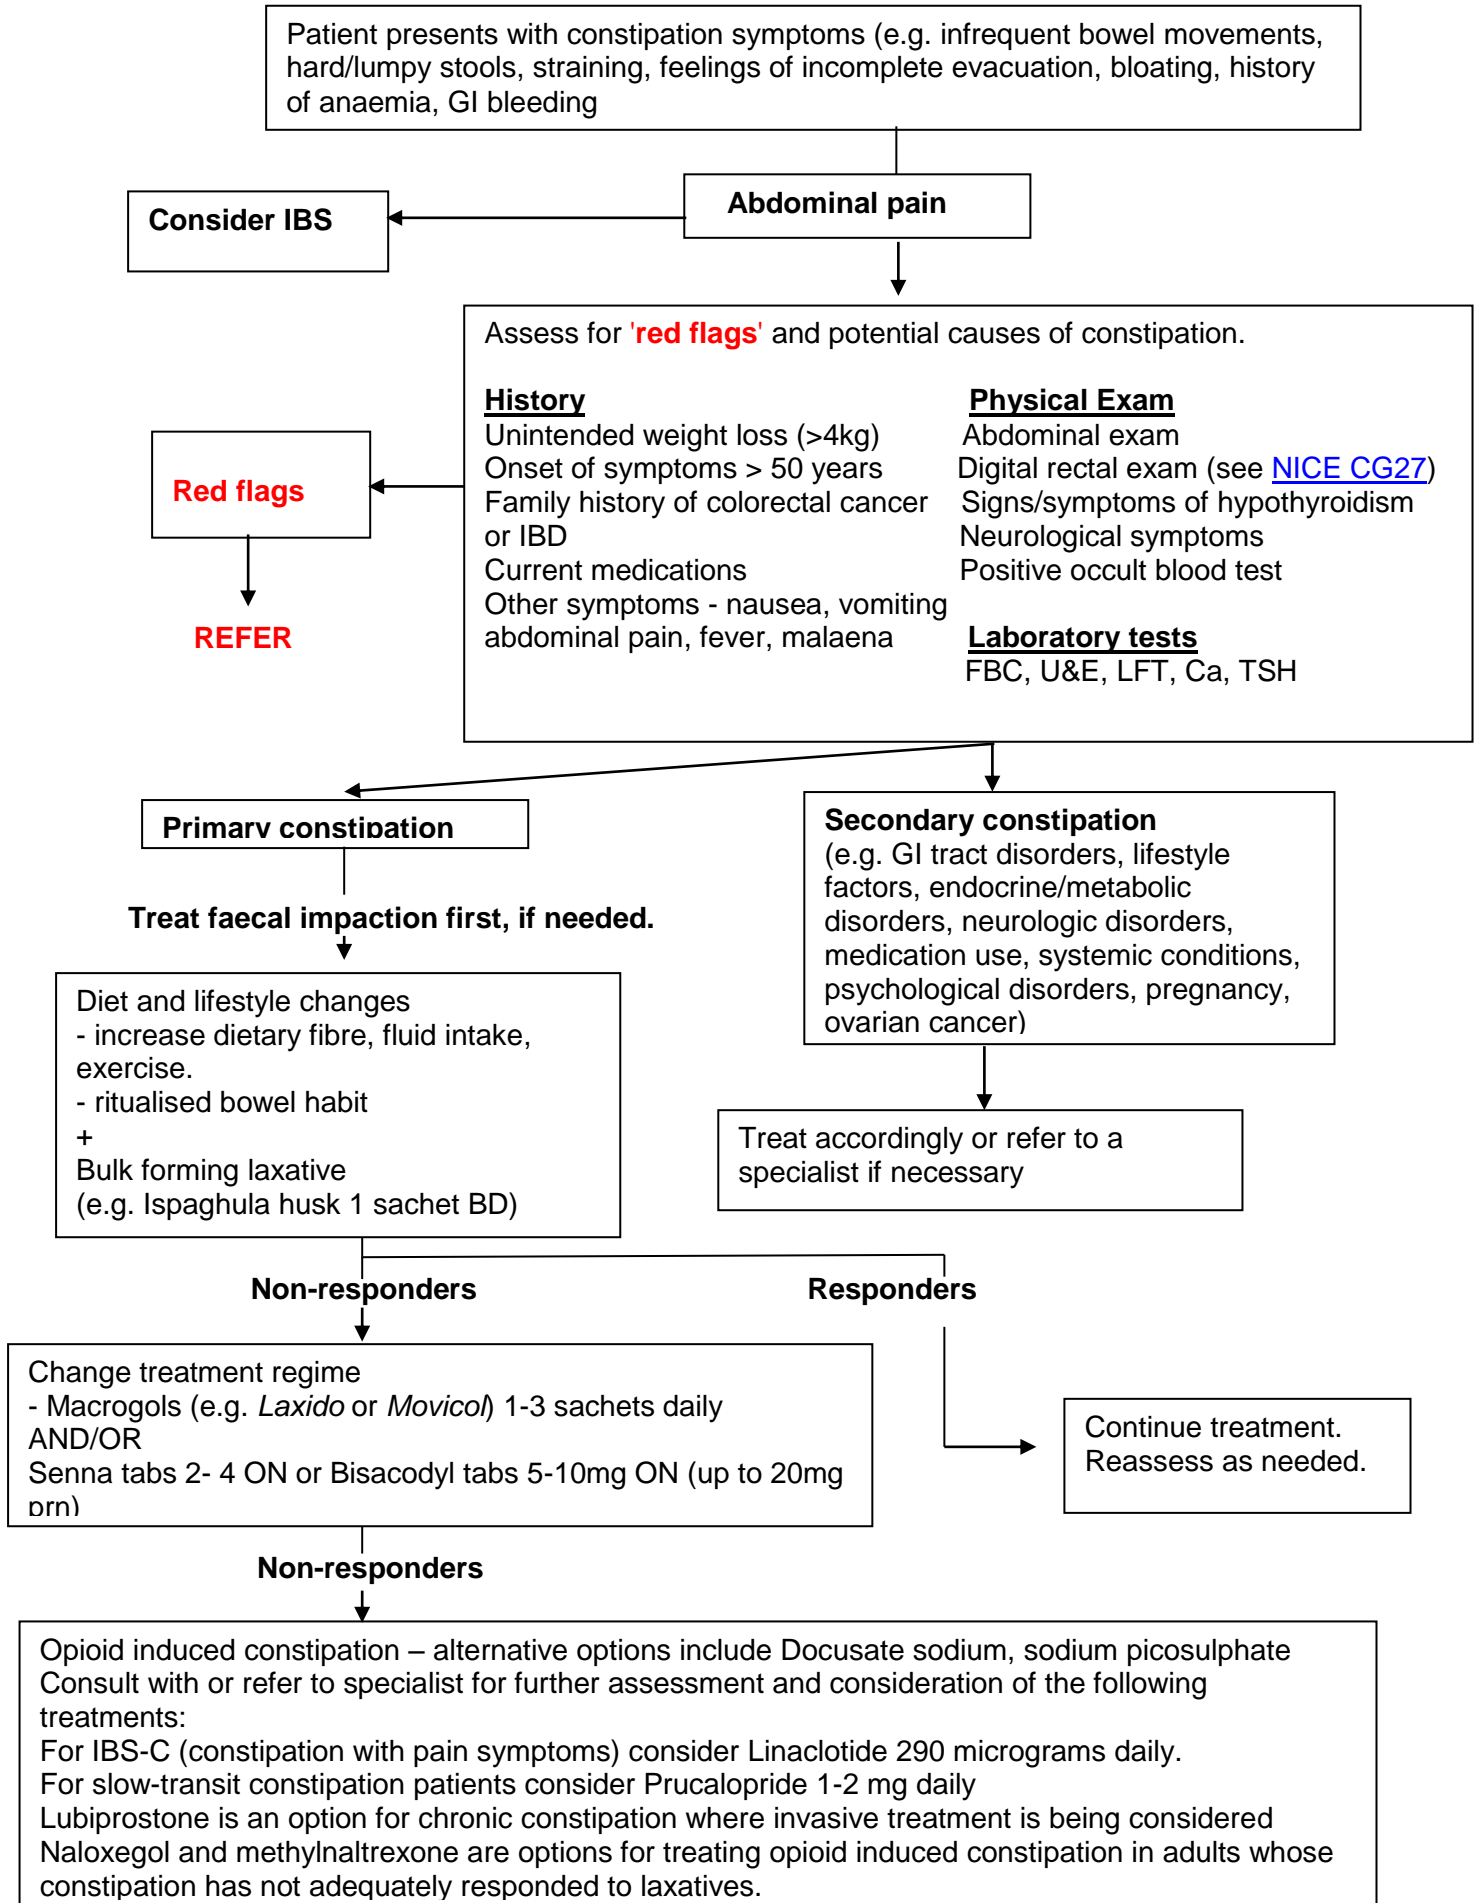 Patient presents with constipation symptoms (e.g. infrequent bowel movements,
hard/lumpy stools, straining, feelings of incomplete evacuation, bloating, history
of anaemia, GI bleeding
Abdominal pain
Consider IBS
Assess for 'red flags' and potential causes of constipation.
History
Unintended weight loss (>4kg)
Onset of symptoms > 50 years
Family history of colorectal cancer
or IBD
Current medications
Other symptoms - nausea, vomiting
abdominal pain, fever, malaena
Physical Exam
Abdominal exam
Digital rectal exam (see NICE CG27)
Signs/symptoms of hypothyroidism
Neurological symptoms
Positive occult blood test
Laboratory tests
FBC, U&E, LFT, Ca, TSH
Red flags
REFER
Primary constipation
Secondary constipation
(e.g. GI tract disorders, lifestyle
factors, endocrine/metabolic
disorders, neurologic disorders,
medication use, systemic conditions,
psychological disorders, pregnancy,
ovarian cancer)
Treat faecal impaction first, if needed.
Diet and lifestyle changes
- increase dietary fibre, fluid intake,
exercise.
- ritualised bowel habit
+
Bulk forming laxative
(e.g. Ispaghula husk 1 sachet BD)
Treat accordingly or refer to a
specialist if necessary
Non-responders
Responders
Change treatment regime
- Macrogols (e.g. Laxido or Movicol) 1-3 sachets daily
AND/OR
Senna tabs 2- 4 ON or Bisacodyl tabs 5-10mg ON (up to 20mg
prn)
Continue treatment.
Reassess as needed.
Non-responders
Opioid induced constipation – alternative options include Docusate sodium, sodium picosulphate
Consult with or refer to specialist for further assessment and consideration of the following
treatments:
For IBS-C (constipation with pain symptoms) consider Linaclotide 290 micrograms daily.
For slow-transit constipation patients consider Prucalopride 1-2 mg daily
Lubiprostone is an option for chronic constipation where invasive treatment is being considered
Naloxegol and methylnaltrexone are options for treating opioid induced constipation in adults whose
constipation has not adequately responded to laxatives.